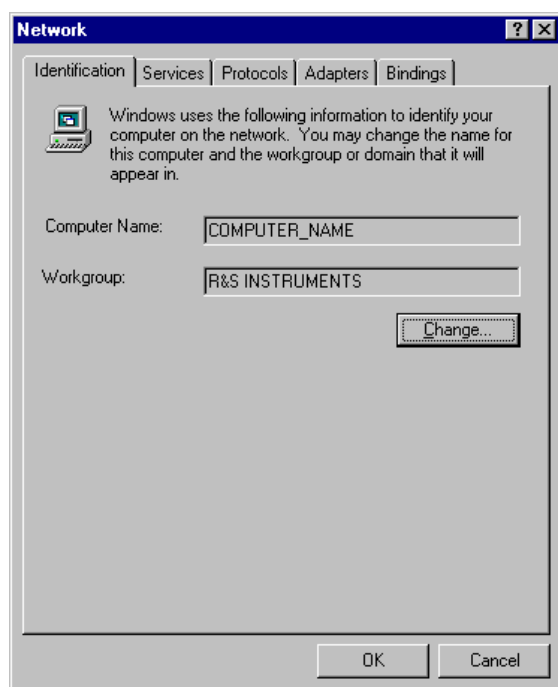 Network
Identification Services Protocols Adapters Bindings
Windows uses the following information to identify your
computer on the network. You may change the name for
this computer and the workgroup or domain that it will
appear in.
Computer Name: COMPUTER_NAME
Workgroup: R&S INSTRUMENTS
Change...
OK Cancel